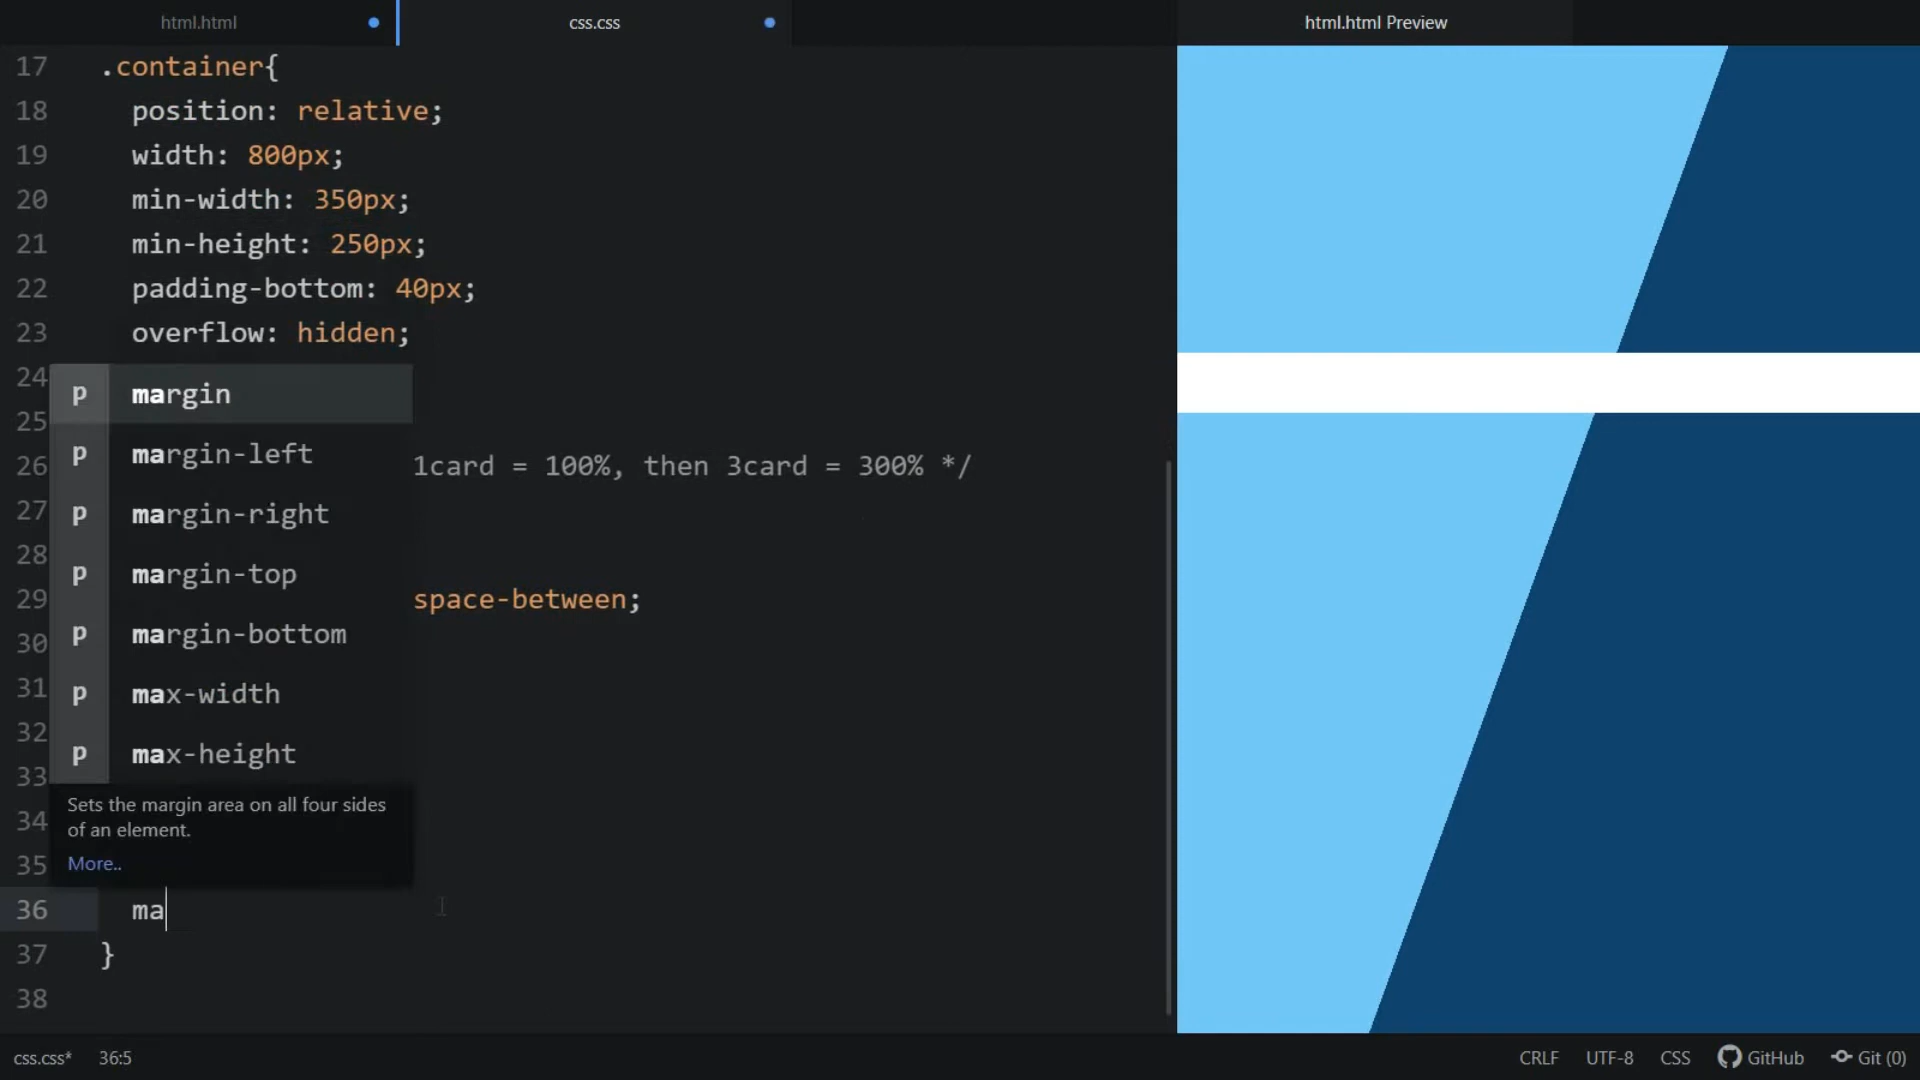 html.html
css.css
html.html Preview
17 .container{
18 position: relative;
19 width: 800px;
20 min-width: 350px;
21 min-height: 250px;
22 padding-bottom: 40px;
23 overflow: hidden;
24
p margin
25
p margin-left
26 1card = 100%, then 3card = 300% */
27
p margin-right
28
p margin-top
29 space-between;
30
p margin-bottom
31
p max-width
32
p max-height
33
Sets the margin area on all four sides
34
of an element.
35
More..
36 ma
37 }
38
css.css* 36:5 CRLF UTF-8 CSS GitHub Git (0)